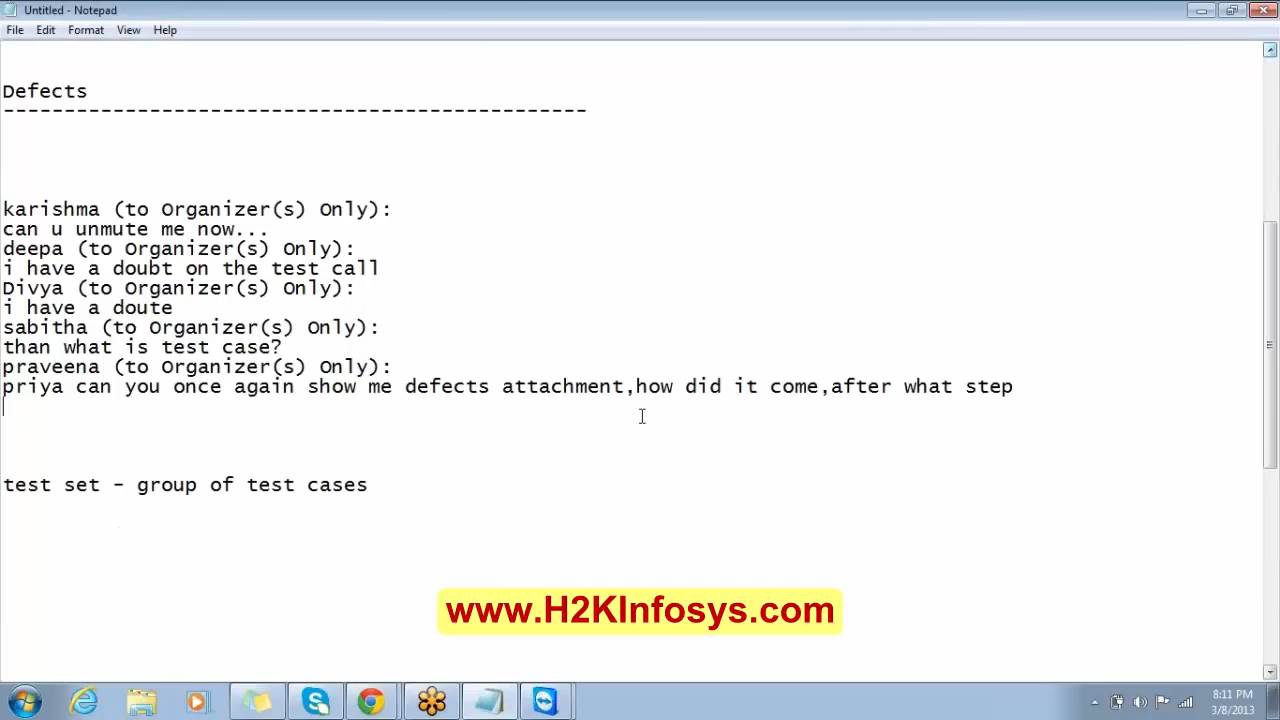 Untitled - Notepad
File Edit Format View Help
Defects
------------------------------------------------
karishma (to Organizer(s) Only):
can u unmute me now...
deepa (to Organizer(s) Only):
i have a doubt on the test call
Divya (to Organizer(s) Only):
i have a doute
sabitha (to Organizer(s) Only):
than what is test case?
praveena (to Organizer(s) Only):
priya can you once again show me defects attachment,how did it come,after what step
test set - group of test cases
www.H2KInfosys.com
8:11 PM
3/8/2013